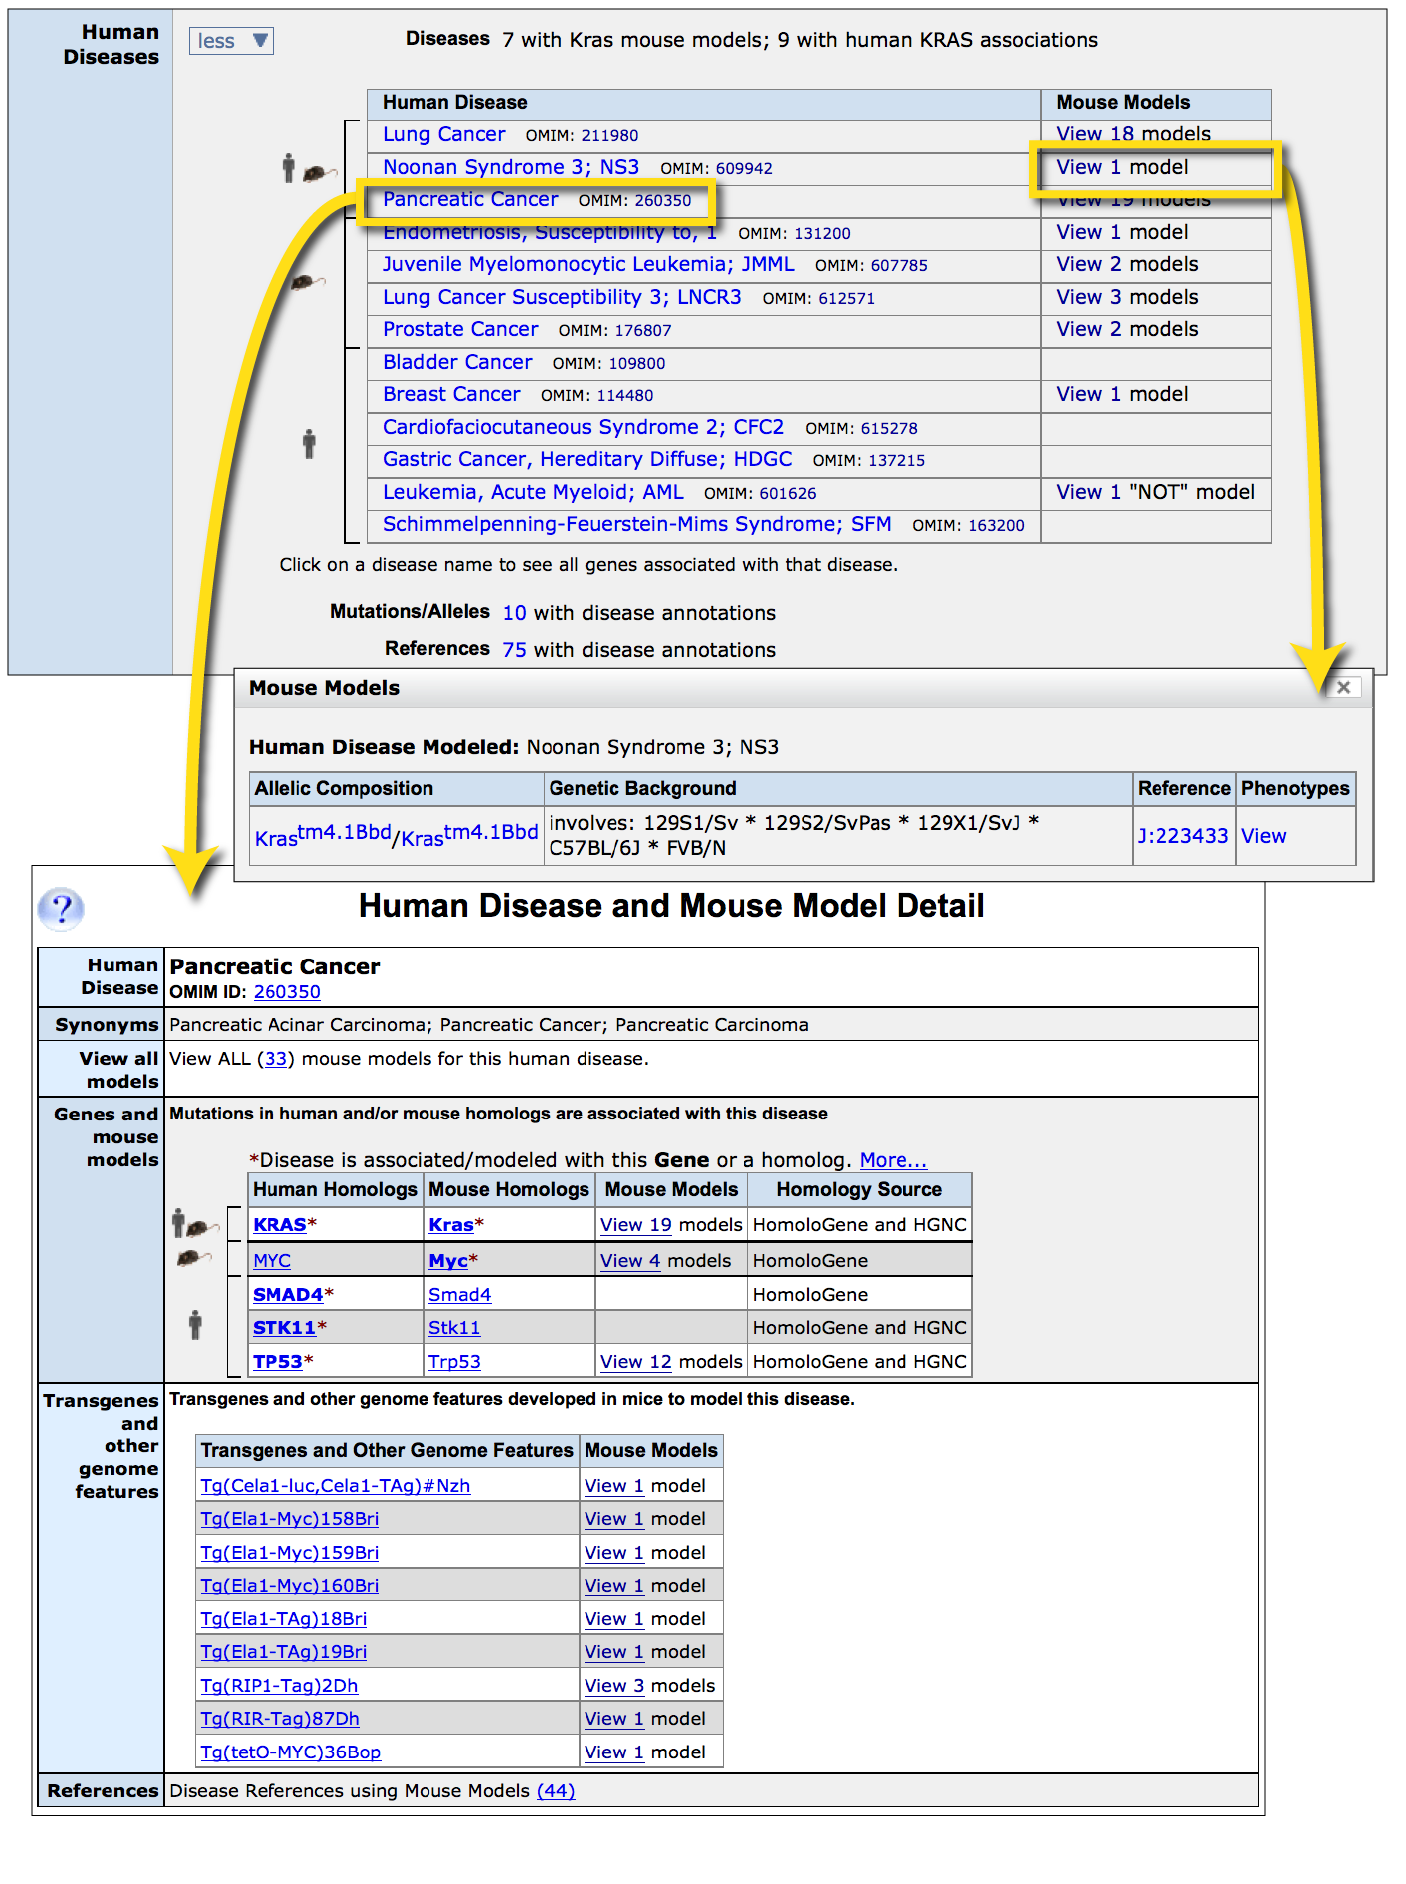 Human Diseases
less ▼
Diseases 7 with Kras mouse models; 9 with human KRAS associations
Human Disease Mouse Models
Lung Cancer OMIM: 211980 View 18 models
Noonan Syndrome 3; NS3 OMIM: 609942 View 1 model
Pancreatic Cancer OMIM: 260350 View 19 models
Endometriosis, Susceptibility to, 1 OMIM: 131200 View 1 model
Juvenile Myelomonocytic Leukemia; JMML OMIM: 607785 View 2 models
Lung Cancer Susceptibility 3; LNCR3 OMIM: 612571 View 3 models
Prostate Cancer OMIM: 176807 View 2 models
Bladder Cancer OMIM: 109800
Breast Cancer OMIM: 114480 View 1 model
Cardiofaciocutaneous Syndrome 2; CFC2 OMIM: 615278
Gastric Cancer, Hereditary Diffuse; HDGC OMIM: 137215
Leukemia, Acute Myeloid; AML OMIM: 601626 View 1 "NOT" model
Schimmelpenning-Feuerstein-Mims Syndrome; SFM OMIM: 163200
Click on a disease name to see all genes associated with that disease.
Mutations/Alleles 10 with disease annotations
References 75 with disease annotations
Mouse Models
Human Disease Modeled: Noonan Syndrome 3; NS3
Allelic Composition Genetic Background Reference Phenotypes
Krastm4.1Bbd/Krastm4.1Bbd involves: 129S1/Sv * 129S2/SvPas * 129X1/SvJ * C57BL/6J * FVB/N J:223433 View
? Human Disease and Mouse Model Detail
Human Disease Pancreatic Cancer
OMIM ID: 260350
Synonyms Pancreatic Acinar Carcinoma; Pancreatic Cancer; Pancreatic Carcinoma
View all models View ALL (33) mouse models for this human disease.
Genes and mouse models Mutations in human and/or mouse homologs are associated with this disease
*Disease is associated/modeled with this Gene or a homolog. More...
Human Homologs Mouse Homologs Mouse Models Homology Source
KRAS* Kras* View 19 models HomoloGene and HGNC
MYC Myc* View 4 models HomoloGene
SMAD4* Smad4 HomoloGene
STK11* Stk11 HomoloGene and HGNC
TP53* Trp53 View 12 models HomoloGene and HGNC
Transgenes and other genome features Transgenes and other genome features developed in mice to model this disease.
Transgenes and Other Genome Features Mouse Models
Tg(Cela1-luc,Cela1-TAg)#Nzh View 1 model
Tg(Ela1-Myc)158Bri View 1 model
Tg(Ela1-Myc)159Bri View 1 model
Tg(Ela1-Myc)160Bri View 1 model
Tg(Ela1-TAg)18Bri View 1 model
Tg(Ela1-TAg)19Bri View 1 model
Tg(RIP1-Tag)2Dh View 3 models
Tg(RIR-Tag)87Dh View 1 model
Tg(tetO-MYC)36Bop View 1 model
References Disease References using Mouse Models (44)